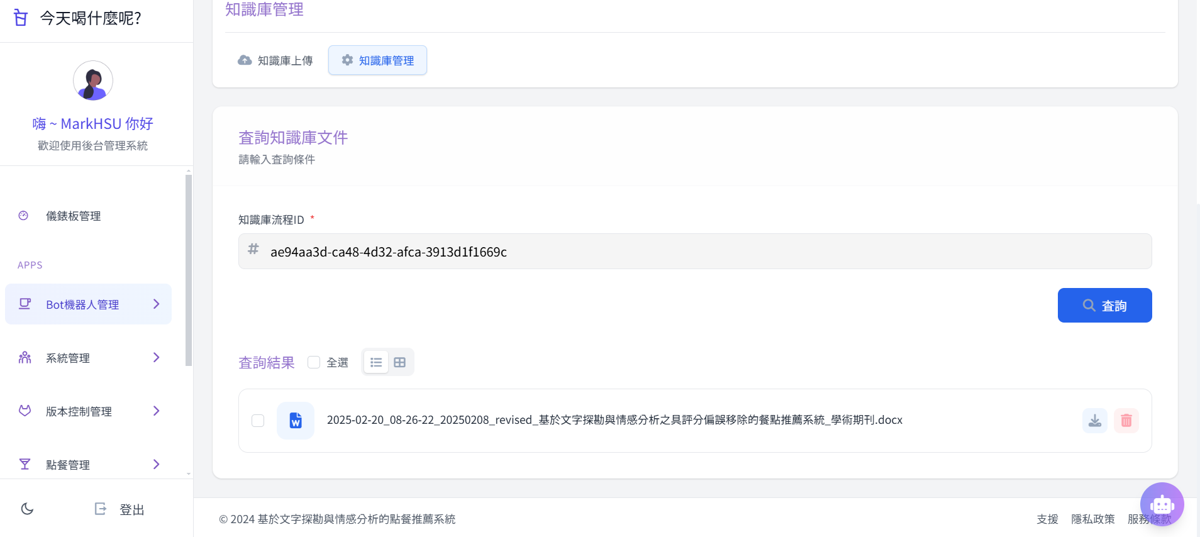 今天喝什麼呢?
嗨 ~ MarkHSU 你好
歡迎使用後台管理系統
儀錶板管理
APPS
Bot機器人管理
系統管理
版本控制管理
點餐管理
登出
知識庫管理
知識庫上傳
知識庫管理
查詢知識庫文件
請輸入查詢條件
知識庫流程ID *
# ae94aa3d-ca48-4d32-afca-3913d1f1669c
查詢
查詢結果 全選
2025-02-20_08-26-22_20250208_revised_基於文字探勘與情感分析之具評分偏誤移除的餐點推薦系統_學術期刊.docx
© 2024 基於文字探勘與情感分析的點餐推薦系統
支援 隱私政策 服務條款